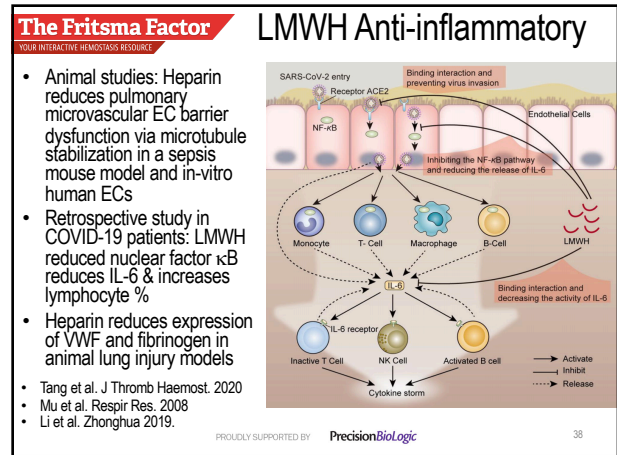 The Fritsma Factor
YOUR INTERACTIVE HEMOSTASIS RESOURCE
LMWH Anti-inflammatory
• Animal studies: Heparin
reduces pulmonary
microvascular EC barrier
dysfunction via microtubule
stabilization in a sepsis
mouse model and in-vitro
human ECs
• Retrospective study in
COVID-19 patients: LMWH
reduced nuclear factor κB
reduces IL-6 & increases
lymphocyte %
• Heparin reduces expression
of VWF and fibrinogen in
animal lung injury models
• Tang et al. J Thromb Haemost. 2020
• Mu et al. Respir Res. 2008
• Li et al. Zhonghua 2019.
SARS-CoV-2 entry
Receptor ACE2
Binding interaction and
preventing virus invasion
Endothelial Cells
NF-κB
Inhibiting the NF-κB pathway
and reducing the release of IL-6
Monocyte
T- Cell
Macrophage
B-Cell
LMWH
IL-6
Binding interaction and
decreasing the activity of IL-6
IL-6 receptor
Inactive T Cell
NK Cell
Activated B cell
Activate
Inhibit
Release
Cytokine storm
PROUDLY SUPPORTED BY PrecisionBioLogic
38